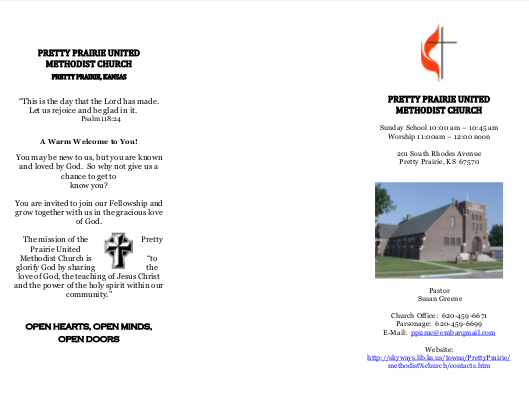 PRETTY PRAIRIE UNITED
METHODIST CHURCH
PRETTY PRAIRIE, KANSAS
"This is the day that the Lord has made.
Let us rejoice and be glad in it.
Psalm 118:24
A Warm Welcome to You!
You may be new to us, but you are known
and loved by God. So why not give us a
chance to get to
know you?
You are invited to join our Fellowship and
grow together with us in the gracious love
of God.
The mission of the Pretty
Prairie United
Methodist Church is "to
glorify God by sharing the
love of God, the teaching of Jesus Christ
and the power of the holy spirit within our
community."
OPEN HEARTS, OPEN MINDS,
OPEN DOORS
PRETTY PRAIRIE UNITED
METHODIST CHURCH
Sunday School 10:00 am – 10:45 am
Worship 11:00am – 12:00 noon
201 South Rhodes Avenue
Pretty Prairie, KS 67570
Pastor
Susan Greene
Church Office: 620-459-6671
Parsonage: 620-459-6699
E-Mail: ppumc@embarqmail.com
Website:
http://skyways.lib.ks.us/towns/PrettyPrairie/
methodist%church/contacts.htm